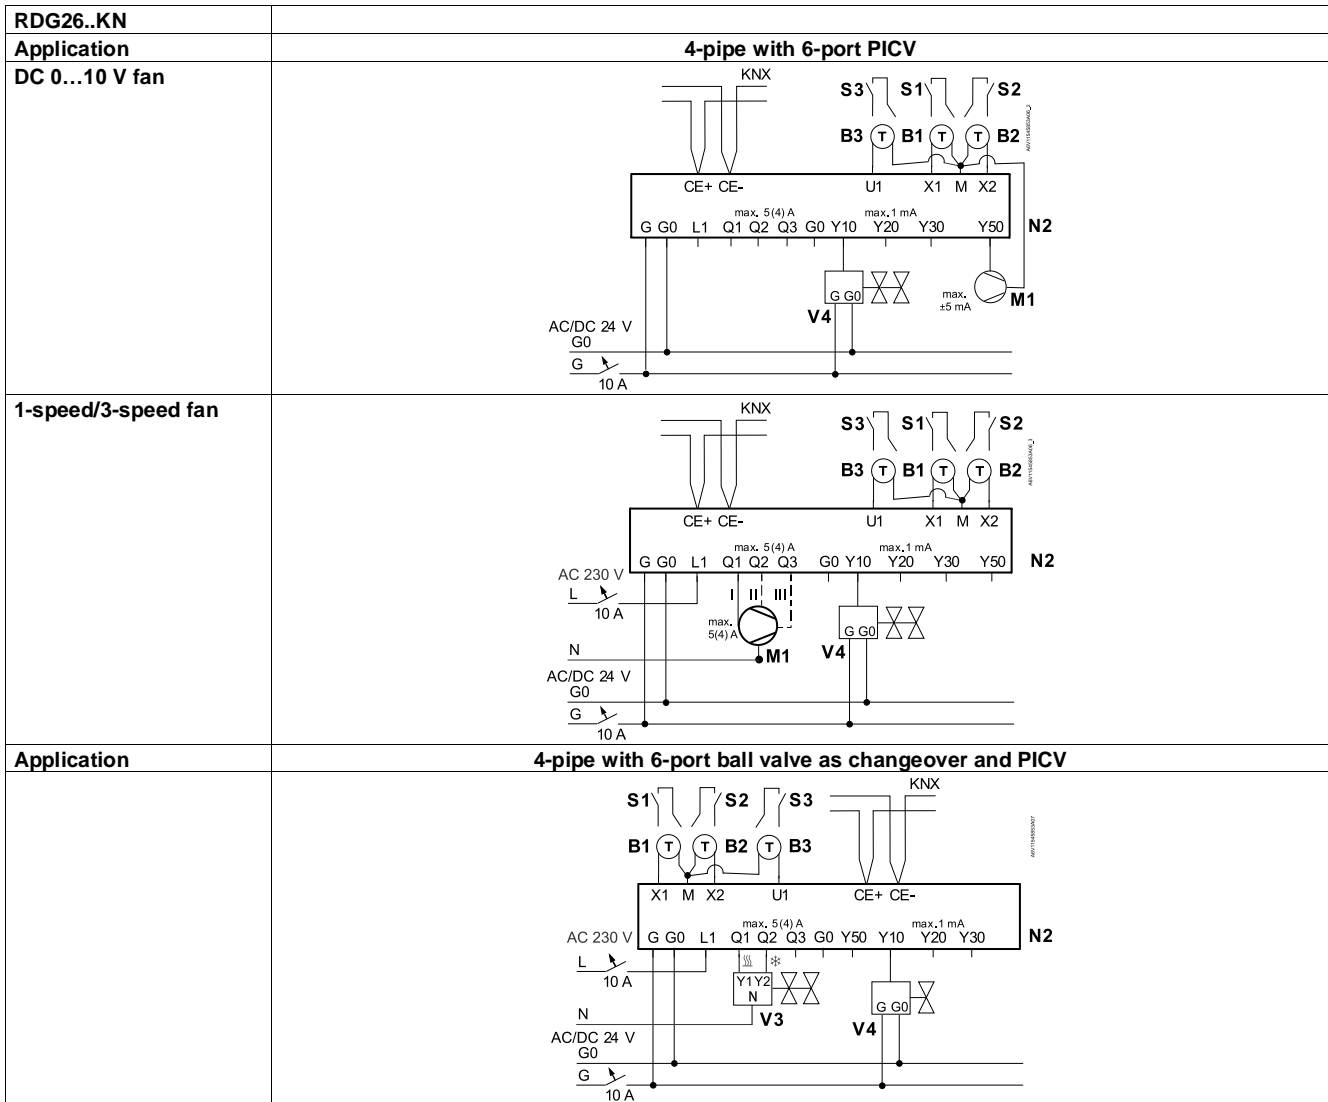 RDG26..KN
Application
4-pipe with 6-port PICV
DC 0…10 V fan
KNX
S3 S1 S2
B3 T B1 T T B2
A6V11545853A06_3
CE+ CE- U1 X1 M X2
max. 5(4) A max.1 mA
G G0 L1 Q1 Q2 Q3 G0 Y10 Y20 Y30 Y50 N2
G G0
max.
±5 mA
M1
V4
AC/DC 24 V
G0
G
10 A
1-speed/3-speed fan
KNX
S3 S1 S2
B3 T B1 T T B2
CE+ CE- U1 X1 M X2
max. 5(4) A max.1 mA
G G0 L1 Q1 Q2 Q3 G0 Y10 Y20 Y30 Y50 N2
AC 230 V
L
10 A
I II III
max.
5(4) A
G G0
N
M1
V4
AC/DC 24 V
G0
G
10 A
Application
4-pipe with 6-port ball valve as changeover and PICV
KNX
S1 S2 S3
B1 T T B2 T B3
A6V11545853A07
X1 M X2 U1 CE+ CE-
max. 5(4) A max.1 mA
AC 230 V G G0 L1 Q1 Q2 Q3 G0 Y50 Y10 Y20 Y30 N2
L
10 A
Y1 Y2
N
G G0
N
V3
V4
AC/DC 24 V
G0
G
10 A